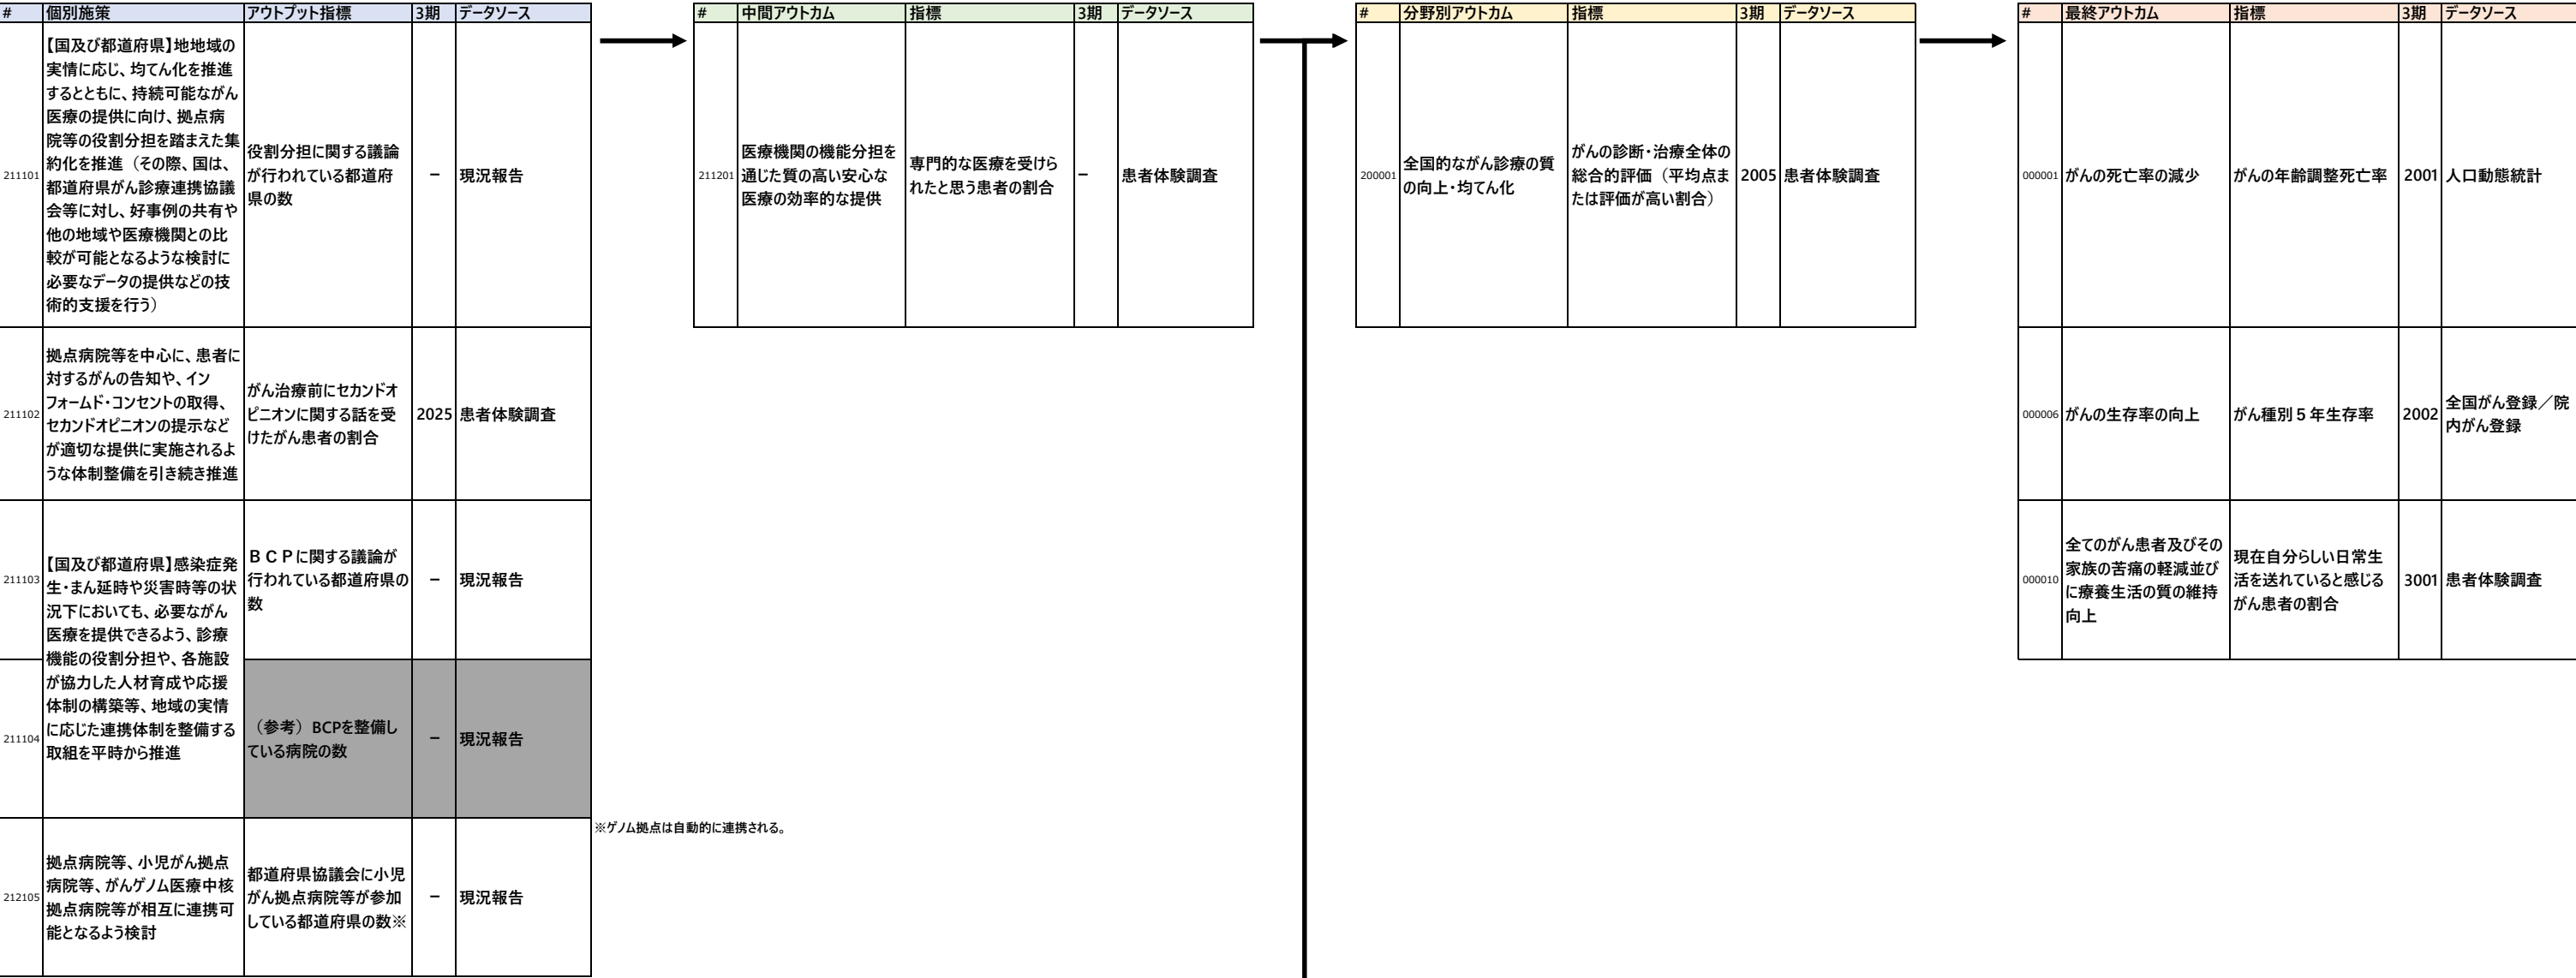 # 個別施策 アウトプット指標 3期 データソース
211101
【国及び都道府県】地地域の
実情に応じ、均てん化を推進
するとともに、持続可能ながん
医療の提供に向け、拠点病
院等の役割分担を踏まえた集
約化を推進（その際、国は、
都道府県がん診療連携協議
会等に対し、好事例の共有や
他の地域や医療機関との比
較が可能となるような検討に
必要なデータの提供などの技
術的支援を行う）
役割分担に関する議論
が行われている都道府
県の数
－
現況報告
211102
拠点病院等を中心に、患者に
対するがんの告知や、イン
フォームド・コンセントの取得、
セカンドオピニオンの提示など
が適切な提供に実施されるよ
うな体制整備を引き続き推進
がん治療前にセカンドオ
ピニオンに関する話を受
けたがん患者の割合
2025
患者体験調査
211103
【国及び都道府県】感染症発
生・まん延時や災害時等の状
況下においても、必要ながん
医療を提供できるよう、診療
機能の役割分担や、各施設
が協力した人材育成や応援
体制の構築等、地域の実情
に応じた連携体制を整備する
取組を平時から推進
ＢＣＰに関する議論が
行われている都道府県の
数
－
現況報告
211104
（参考）BCPを整備し
ている病院の数
－
現況報告
212105
拠点病院等、小児がん拠点
病院等、がんゲノム医療中核
拠点病院等が相互に連携可
能となるよう検討
都道府県協議会に小児
がん拠点病院等が参加
している都道府県の数※
－
現況報告
※ゲノム拠点は自動的に連携される。
# 中間アウトカム 指標 3期 データソース
211201
医療機関の機能分担を
通じた質の高い安心な
医療の効率的な提供
専門的な医療を受けら
れたと思う患者の割合
－
患者体験調査
# 分野別アウトカム 指標 3期 データソース
200001
全国的ながん診療の質
の向上・均てん化
がんの診断・治療全体の
総合的評価（平均点ま
たは評価が高い割合）
2005
患者体験調査
# 最終アウトカム 指標 3期 データソース
000001
がんの死亡率の減少
がんの年齢調整死亡率
2001
人口動態統計
000006
がんの生存率の向上
がん種別５年生存率
2002
全国がん登録／院
内がん登録
000010
全てのがん患者及びその
家族の苦痛の軽減並び
に療養生活の質の維持
向上
現在自分らしい日常生
活を送れていると感じる
がん患者の割合
3001
患者体験調査